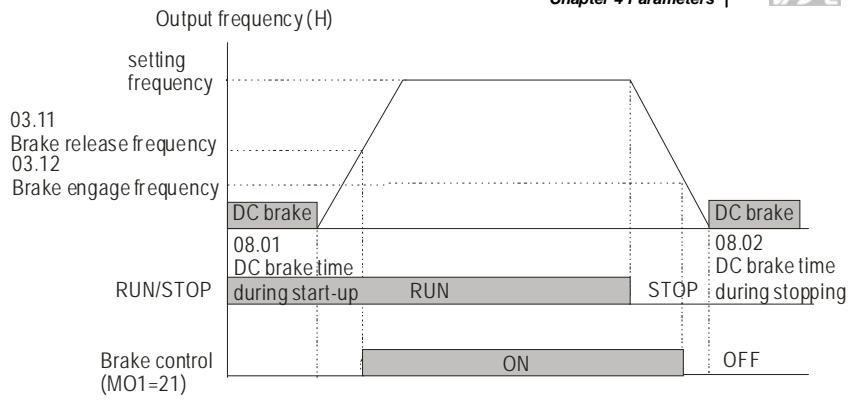 Chapter 4 Parameters |
Output frequency (H)
setting
frequency
03.11
Brake release frequency
03.12
Brake engage frequency
DC brake
DC brake
08.01
DC brake time
during start-up
08.02
DC brake time
during stopping
RUN/STOP
RUN
STOP
Brake control
(MO1=21)
ON
OFF